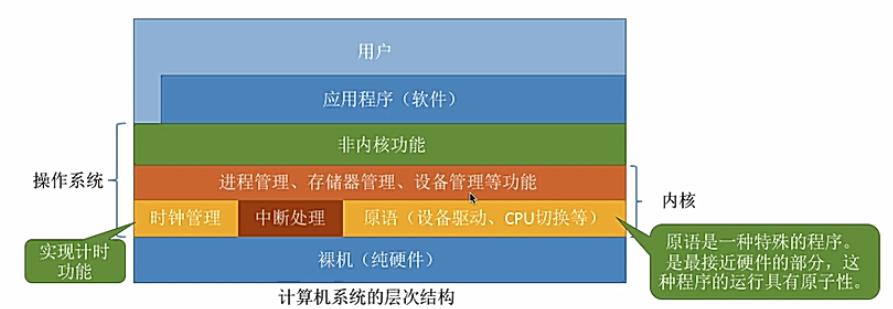 用户
应用程序（软件）
非内核功能
操作系统
进程管理、存储器管理、设备管理等功能
内核
时钟管理
中断处理
原语（设备驱动、CPU切换等）
实现计时
功能
裸机（纯硬件）
原语是一种特殊的程序。
是最接近硬件的部分，这
种程序的运行具有原子性。
计算机系统的层次结构